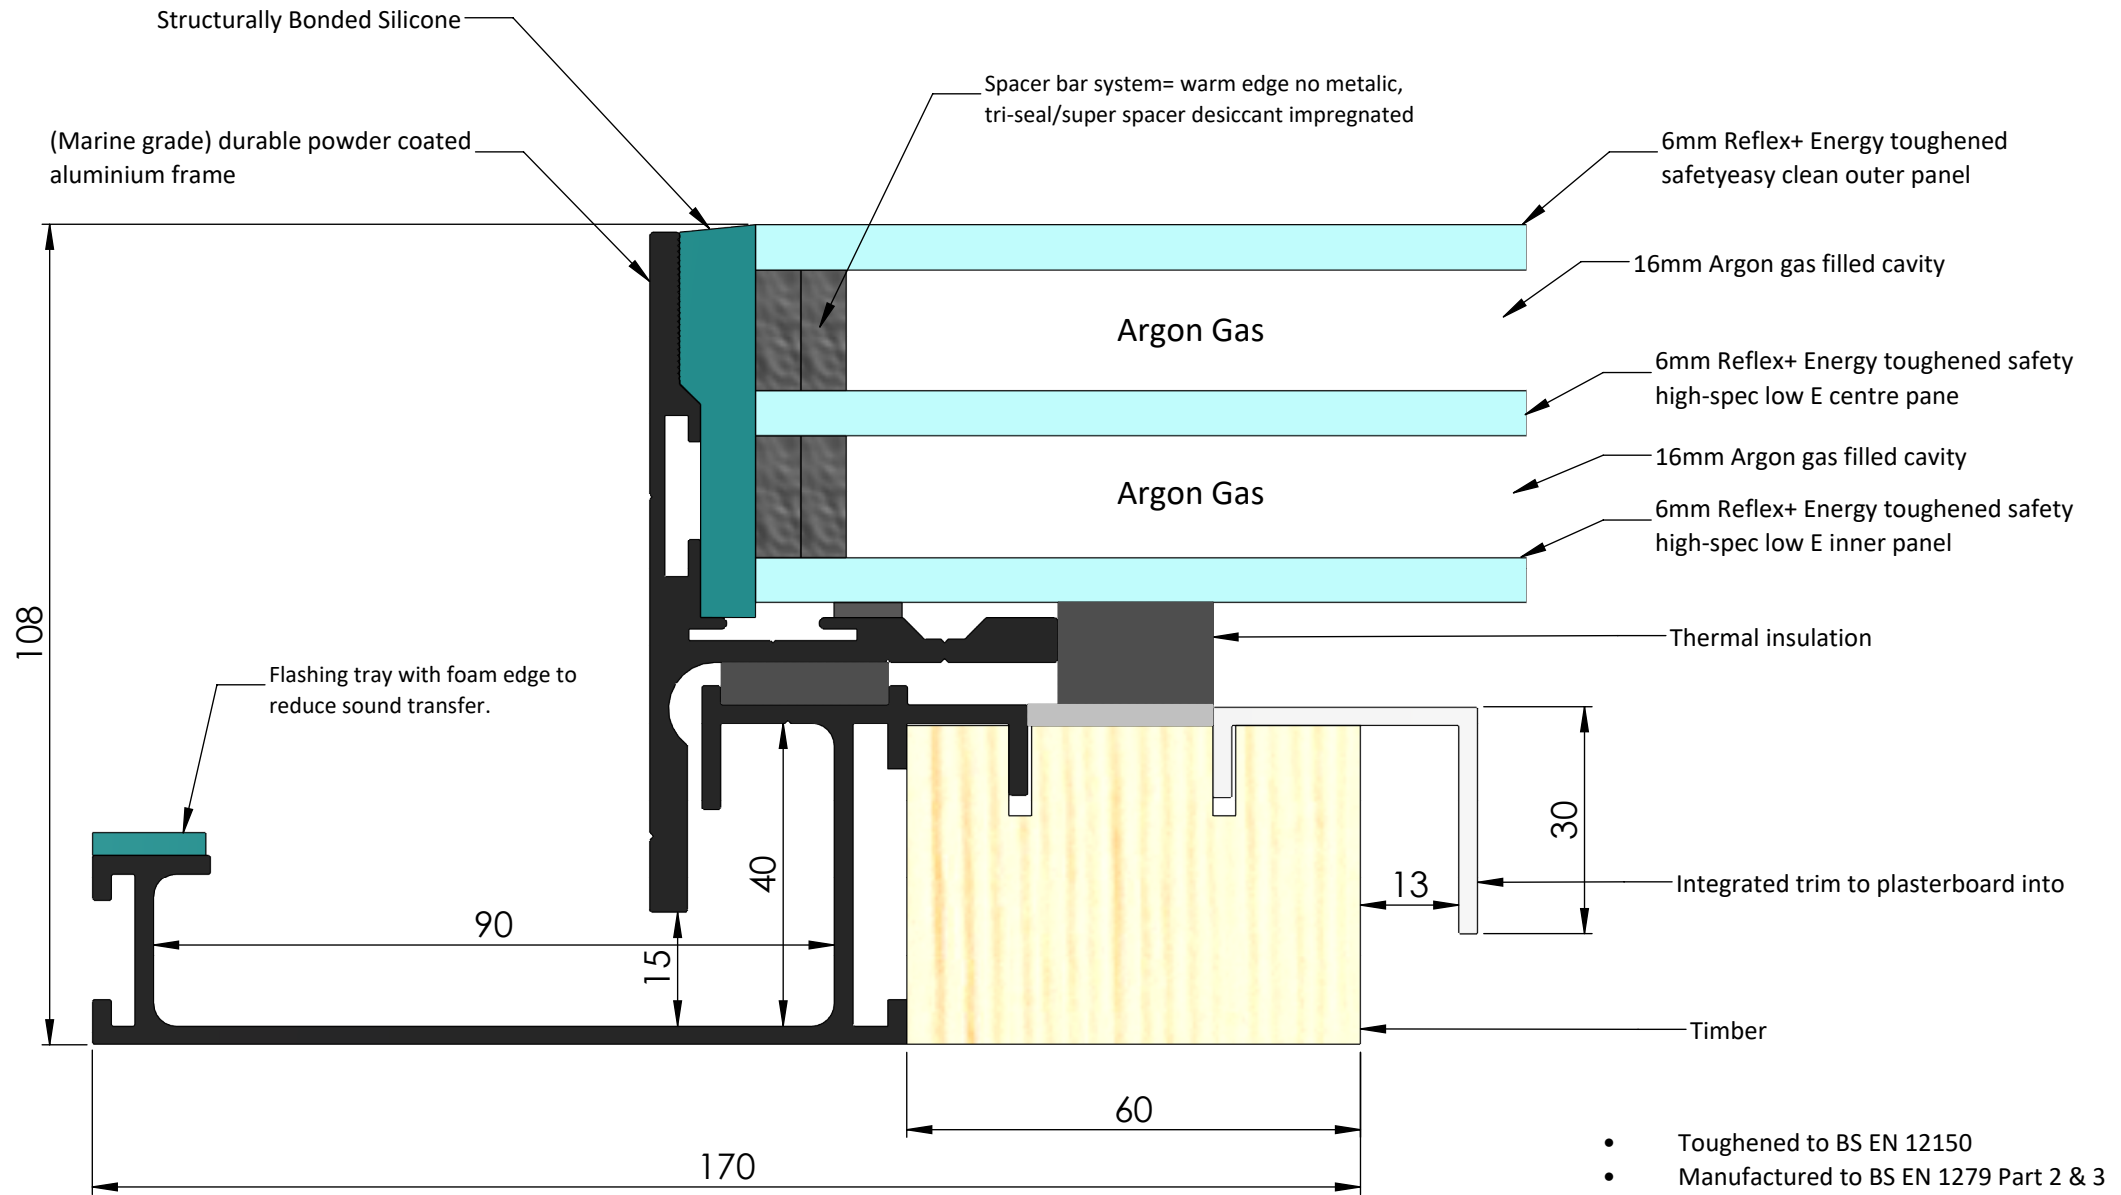 Structurally Bonded Silicone
Spacer bar system= warm edge no metalic,
tri-seal/super spacer desiccant impregnated
(Marine grade) durable powder coated
aluminium frame
6mm Reflex+ Energy toughened
safetyeasy clean outer panel
16mm Argon gas filled cavity
Argon Gas
6mm Reflex+ Energy toughened safety
high-spec low E centre pane
16mm Argon gas filled cavity
Argon Gas
6mm Reflex+ Energy toughened safety
high-spec low E inner panel
108
Thermal insulation
Flashing tray with foam edge to
reduce sound transfer.
30
40
13
Integrated trim to plasterboard into
90
15
Timber
60
170
• Toughened to BS EN 12150
• Manufactured to BS EN 1279 Part 2 & 3